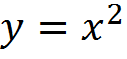 y = x²